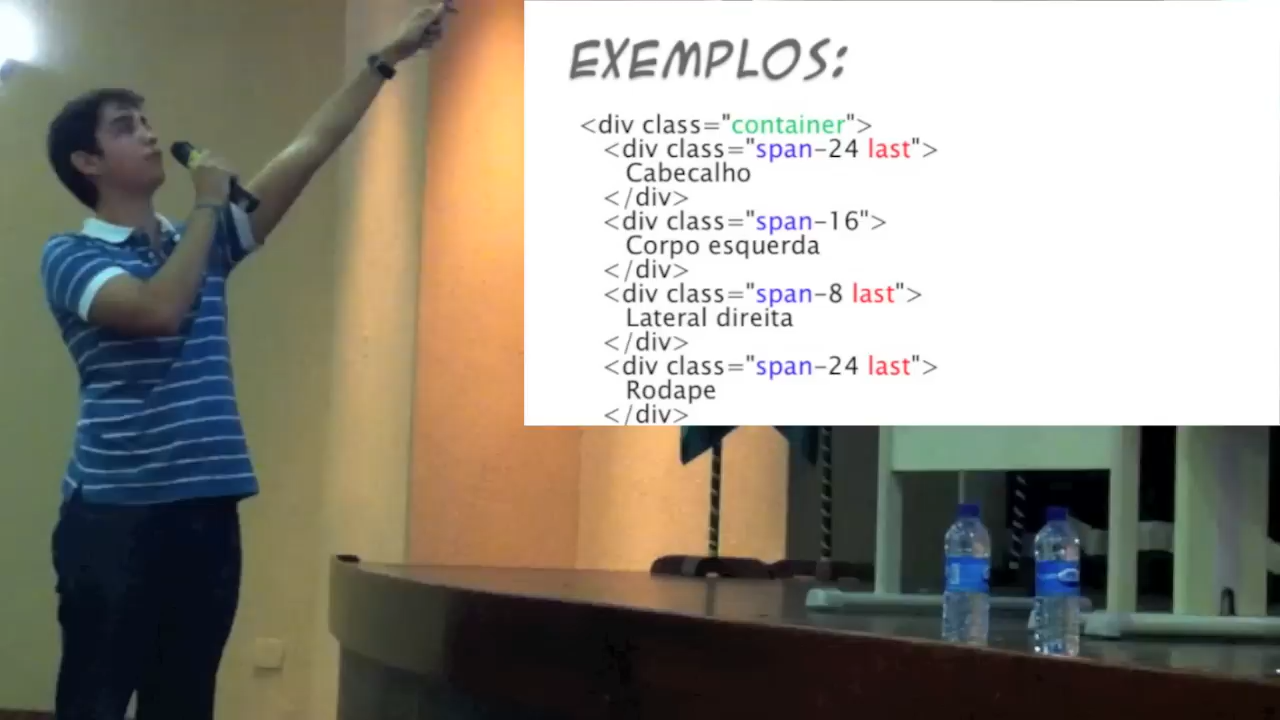 EXEMPLOS:
<div class="container">
<div class="span-24 last">
Cabecalho
</div>
<div class="span-16">
Corpo esquerda
</div>
<div class="span-8 last">
Lateral direita
</div>
<div class="span-24 last">
Rodape
</div>